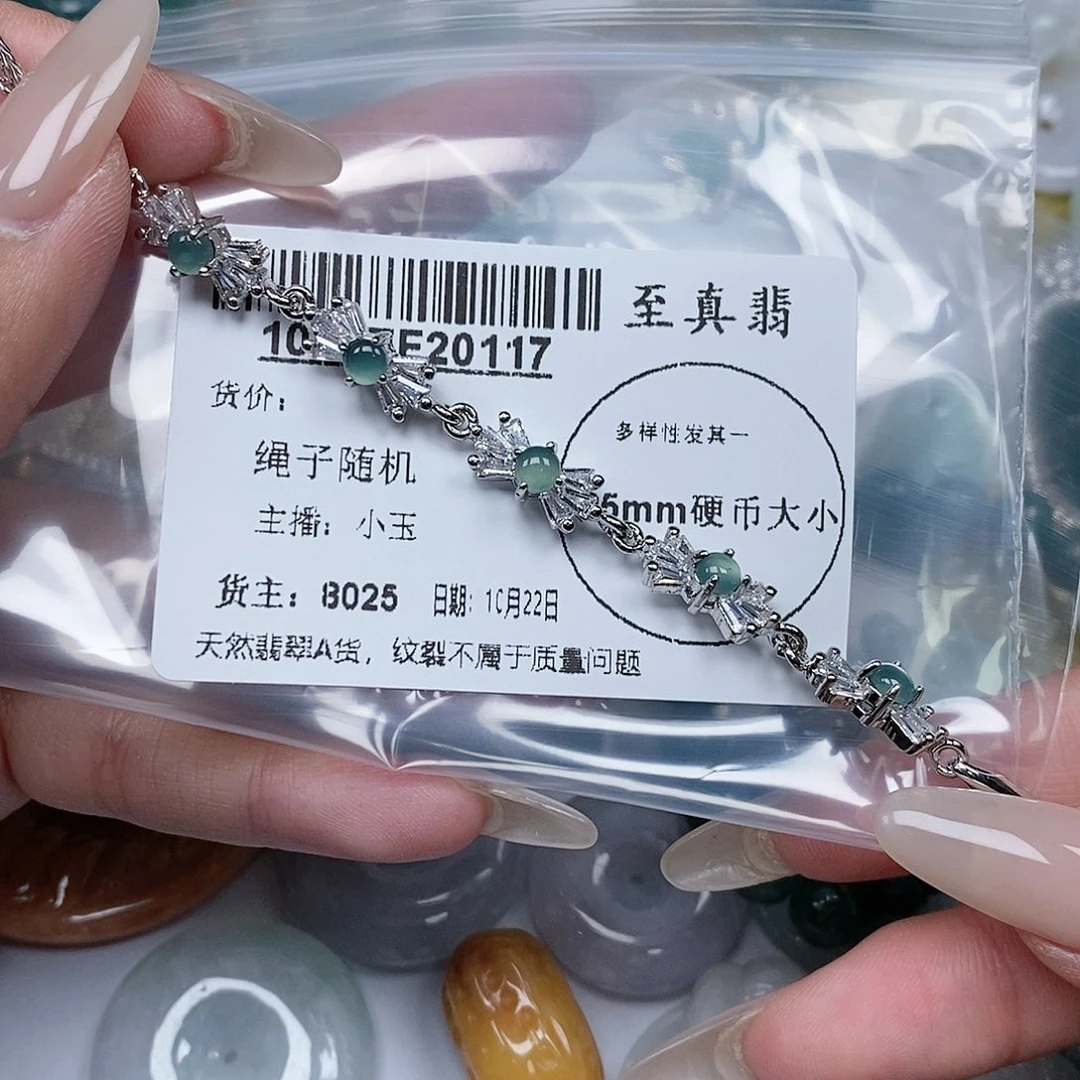 至真翡
E20117
货价：
绳子随机
多样性发其一
5mm硬币大小
主播：小玉
货主：8025 日期：10月22日
天然翡翠A货，纹裂不属于质量问题